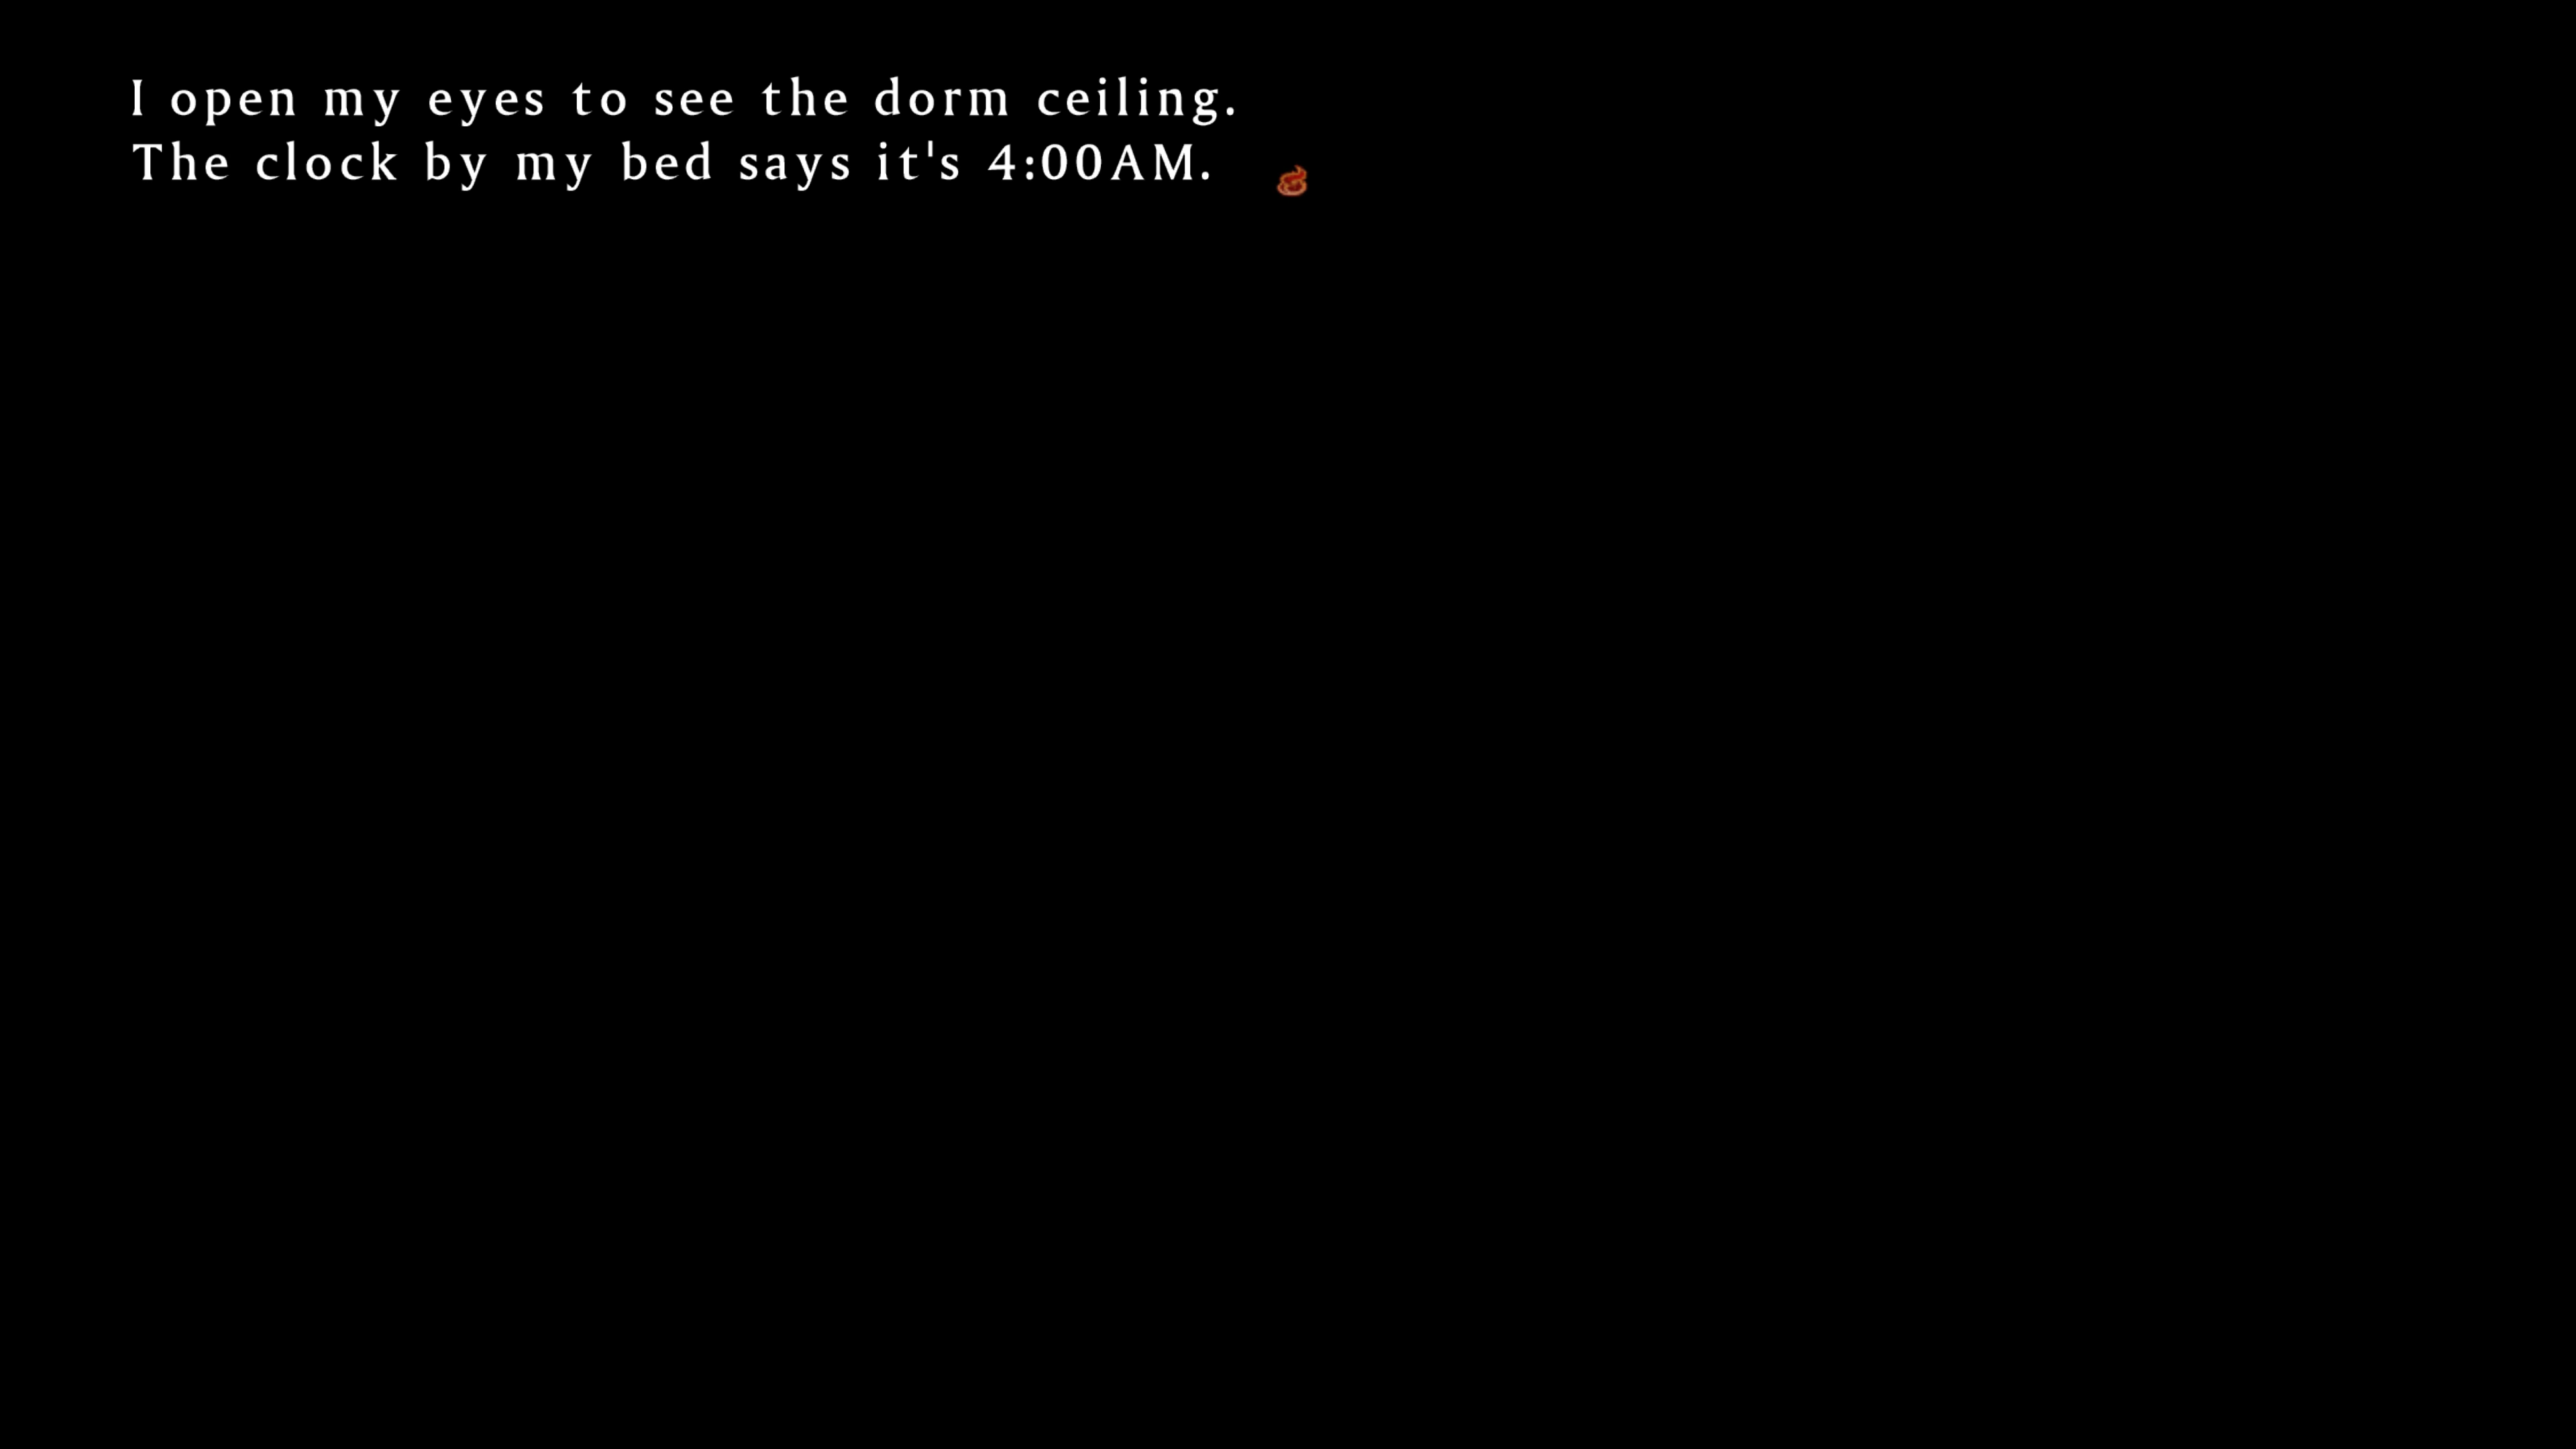 I open my eyes to see the dorm ceiling.
The clock by my bed says it's 4:00AM.